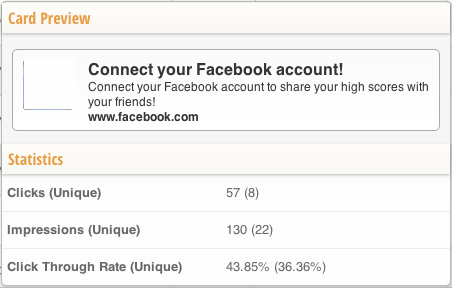 Card Preview
Connect your Facebook account!
Connect your Facebook account to share your high scores with
your friends!
www.facebook.com
Statistics
Clicks (Unique) 57 (8)
Impressions (Unique) 130 (22)
Click Through Rate (Unique) 43.85% (36.36%)